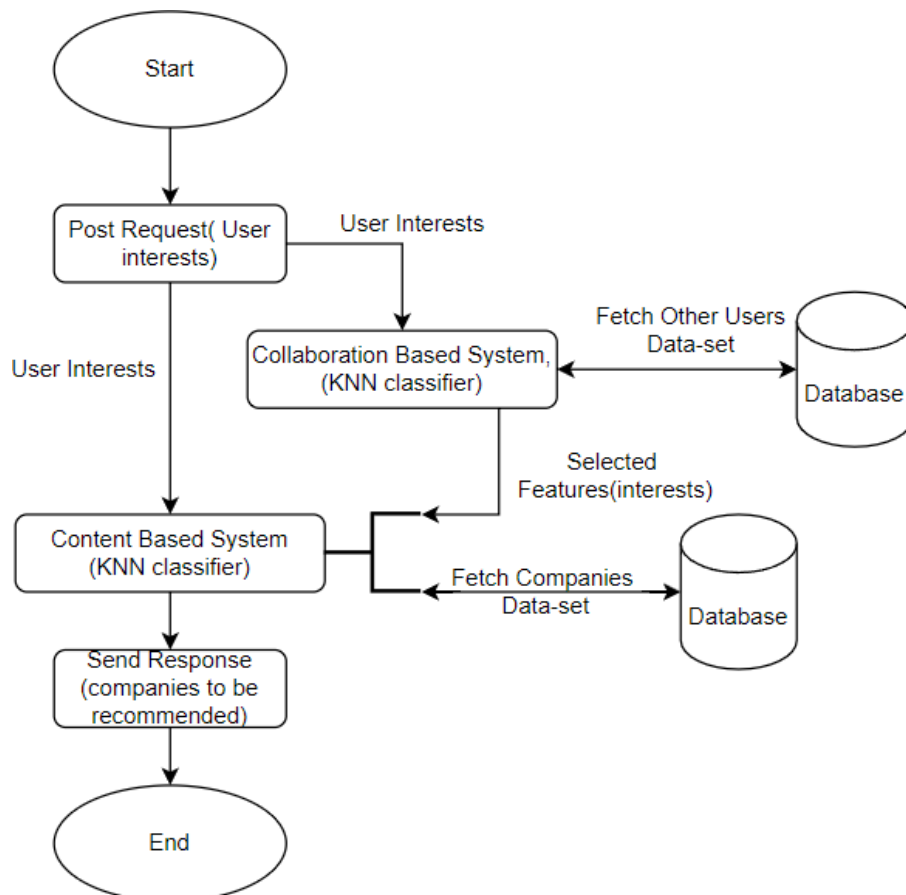 Start
Post Request( User
interests)
User Interests
User Interests
Collaboration Based System,
(KNN classifier)
Fetch Other Users
Data-set
Database
Selected
Features(interests)
Content Based System
(KNN classifier)
Fetch Companies
Data-set
Database
Send Response
(companies to be
recommended)
End